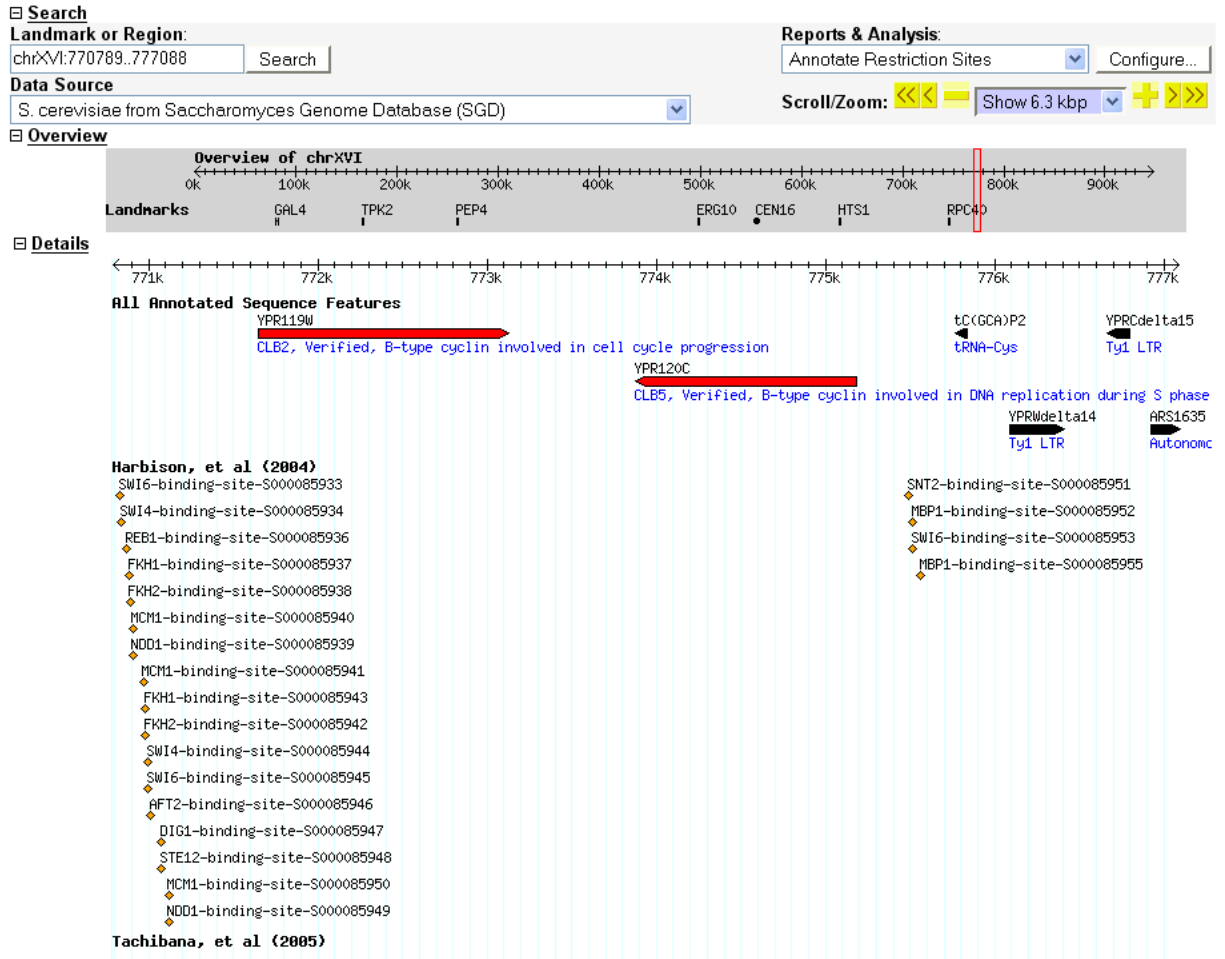 Search
Landmark or Region: Reports & Analysis:
chrXVI:770789..777088 Search Annotate Restriction Sites Configure...
Data Source
S. cerevisiae from Saccharomyces Genome Database (SGD) Scroll/Zoom: << < Show 6.3 kbp > >>
Overview
Overview of chrXVI
0k 100k 200k 300k 400k 500k 600k 700k 800k 900k
Landmarks GAL4 TPK2 PEP4 ERG10 CEN16 HTS1 RPC40
Details
771k 772k 773k 774k 775k 776k 777k
All Annotated Sequence Features
YPR119W tC(GCA)P2 YPRCdelta15
CLB2, Verified, B-type cyclin involved in cell cycle progression tRNA-Cys Ty1 LTR
YPR120C
CLB5, Verified, B-type cyclin involved in DNA replication during S phase
YPRWdelta14 ARS1635
Ty1 LTR Autonomc
Harbison, et al (2004)
SWI6-binding-site-S000085933 SNT2-binding-site-S000085951
SWI4-binding-site-S000085934 MBP1-binding-site-S000085952
REB1-binding-site-S000085936 SWI6-binding-site-S000085953
FKH1-binding-site-S000085937 MBP1-binding-site-S000085955
FKH2-binding-site-S000085938
MCM1-binding-site-S000085940
NDD1-binding-site-S000085939
MCM1-binding-site-S000085941
FKH1-binding-site-S000085943
FKH2-binding-site-S000085942
SWI4-binding-site-S000085944
SWI6-binding-site-S000085945
AFT2-binding-site-S000085946
DIG1-binding-site-S000085947
STE12-binding-site-S000085948
MCM1-binding-site-S000085950
NDD1-binding-site-S000085949
Tachibana, et al (2005)